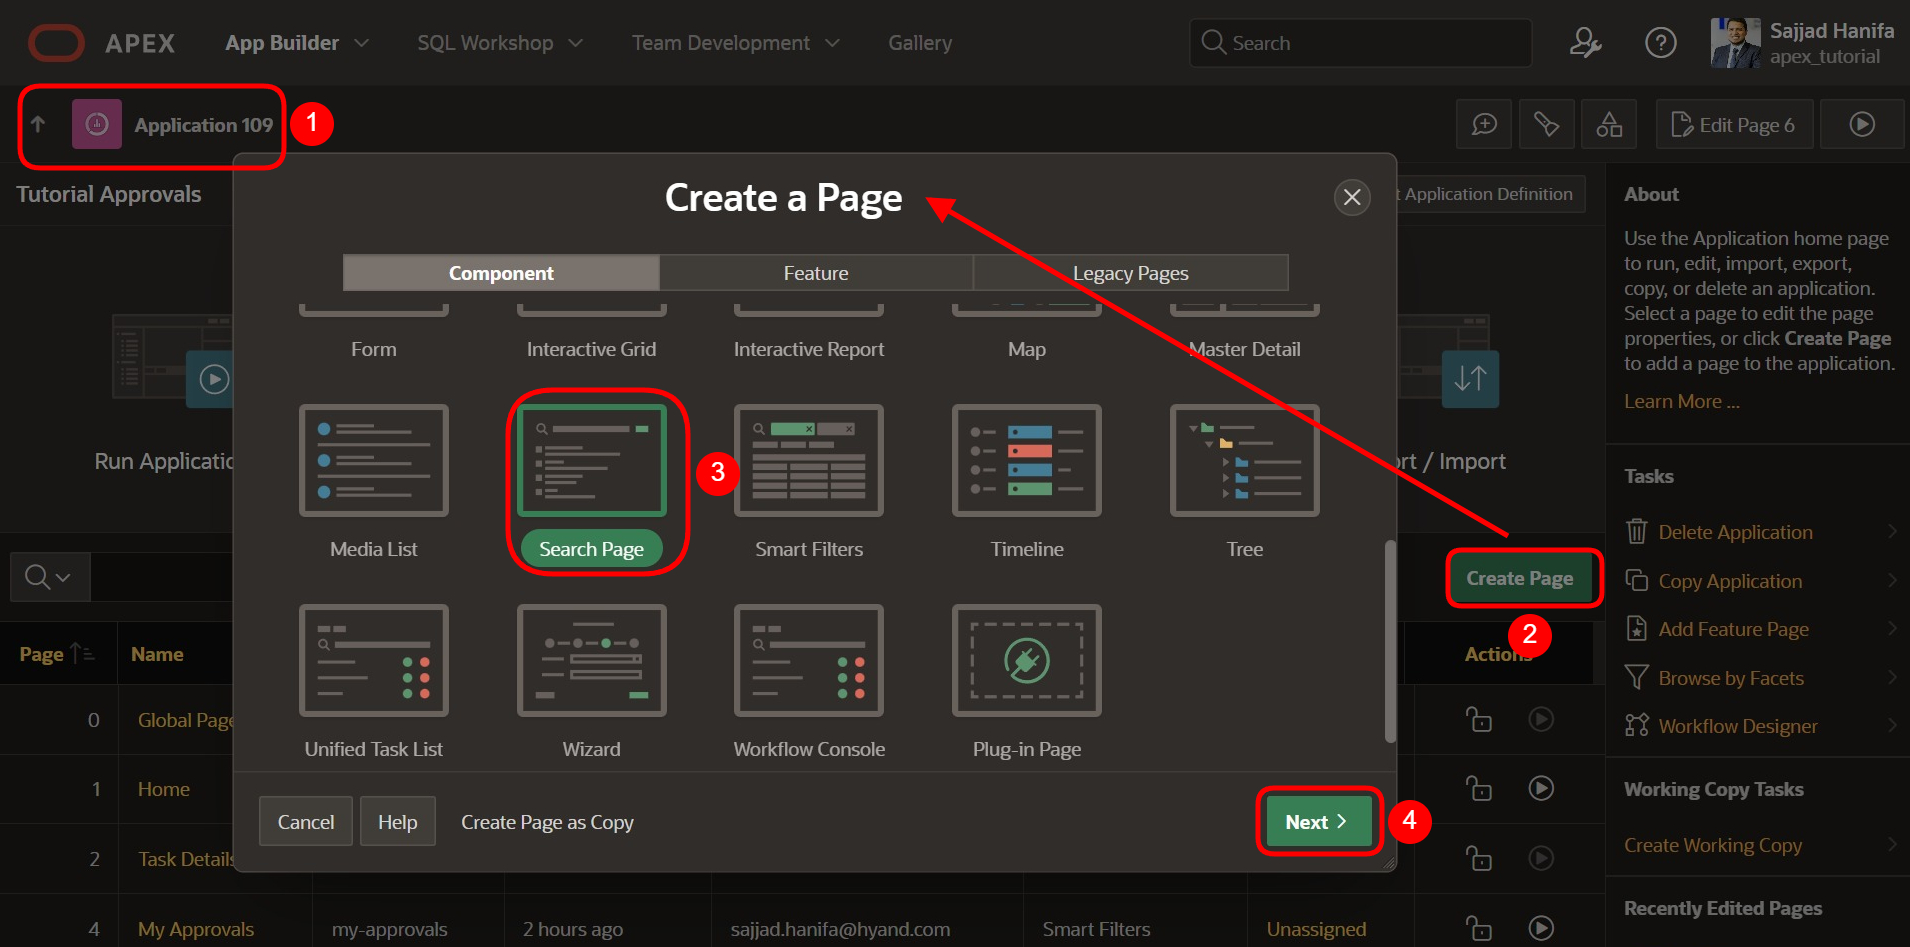 APEX
App Builder
SQL Workshop
Team Development
Gallery
Search
Sajjad Hanifa
apex_tutorial
Application 109
1
Edit Page 6
Tutorial Approvals
Application Definition
Create a Page
Component
Feature
Legacy Pages
Form
Interactive Grid
Interactive Report
Map
Master Detail
Media List
Search Page
3
Smart Filters
Timeline
Tree
Unified Task List
Wizard
Workflow Console
Plug-in Page
Cancel
Help
Create Page as Copy
Next
4
Run Applicatio
rt / Import
Create Page
2
Page
Name
Actions
0
Global Page
1
Home
2
Task Details
4
My Approvals
my-approvals
2 hours ago
sajjad.hanifa@hyand.com
Smart Filters
Unassigned
About
Use the Application home page
to run, edit, import, export,
copy, or delete an application.
Select a page to edit the page
properties, or click Create Page
to add a page to the application.
Learn More ...
Tasks
Delete Application
Copy Application
Add Feature Page
Browse by Facets
Workflow Designer
Working Copy Tasks
Create Working Copy
Recently Edited Pages